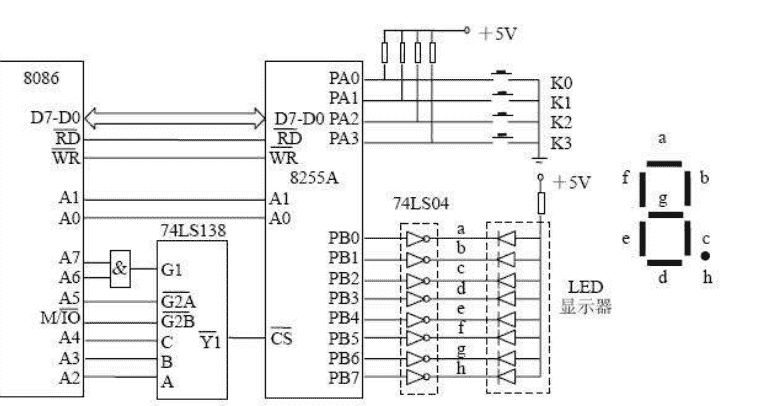 +5V
8086
D7-D0
RD
WR
A1
A0
A7
A6
A5
M/IO
A4
A3
A2
&
74LS138
G1
G2A
G2B
C
B
A
Y1
D7-D0
RD
WR
8255A
A1
A0
CS
PA0
PA1
PA2
PA3
PB0
PB1
PB2
PB3
PB4
PB5
PB6
PB7
K0
K1
K2
K3
+5V
74LS04
a
b
c
d
e
f
g
h
LED
显示器
a
f
b
g
e
c
d
h